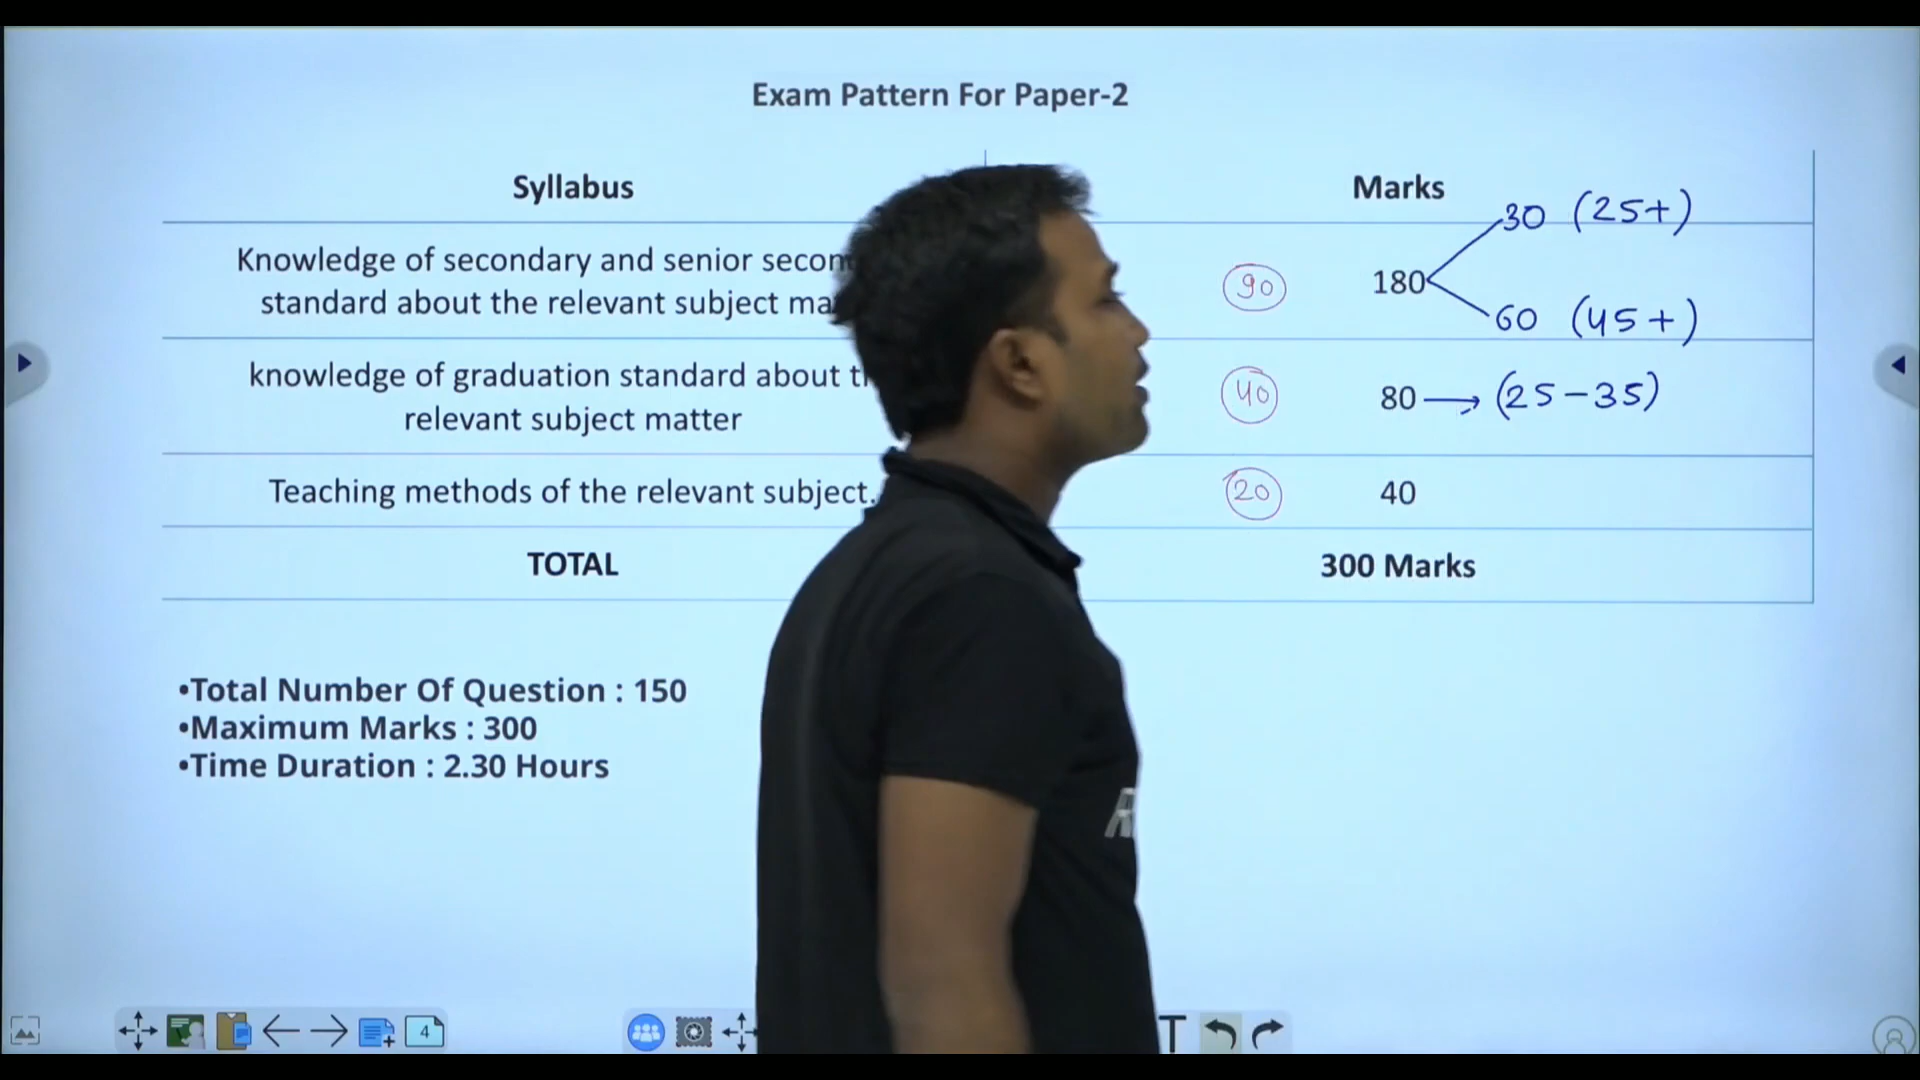 Exam Pattern For Paper-2
Syllabus
Marks
30 (25+)
Knowledge of secondary and senior
standard about the relevant subject
90
180
60 (45+)
knowledge of graduation standard about
relevant subject matter
40
80 → (25-35)
Teaching methods of the relevant subject.
20
40
TOTAL
300 Marks
•Total Number Of Question : 150
•Maximum Marks : 300
•Time Duration : 2.30 Hours
4
T